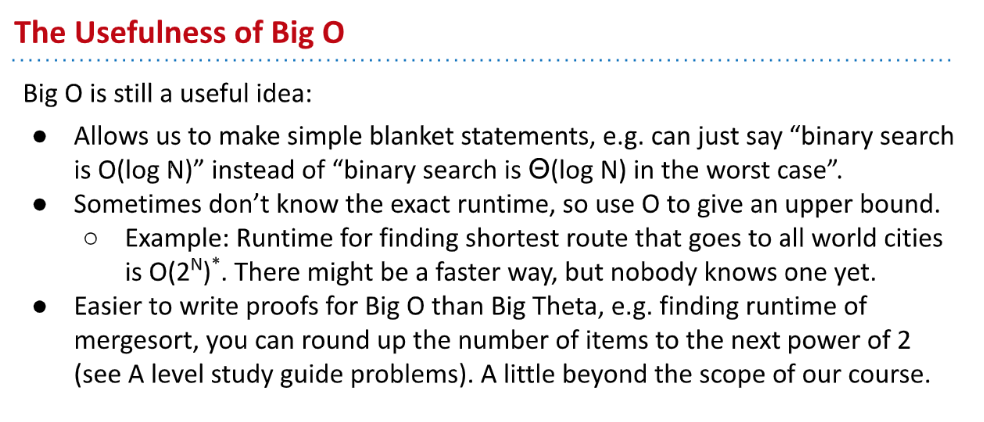 The Usefulness of Big O
Big O is still a useful idea:
● Allows us to make simple blanket statements, e.g. can just say “binary search
is O(log N)” instead of “binary search is Θ(log N) in the worst case”.
● Sometimes don’t know the exact runtime, so use O to give an upper bound.
○ Example: Runtime for finding shortest route that goes to all world cities
is O(2ᴺ)*. There might be a faster way, but nobody knows one yet.
● Easier to write proofs for Big O than Big Theta, e.g. finding runtime of
mergesort, you can round up the number of items to the next power of 2
(see A level study guide problems). A little beyond the scope of our course.